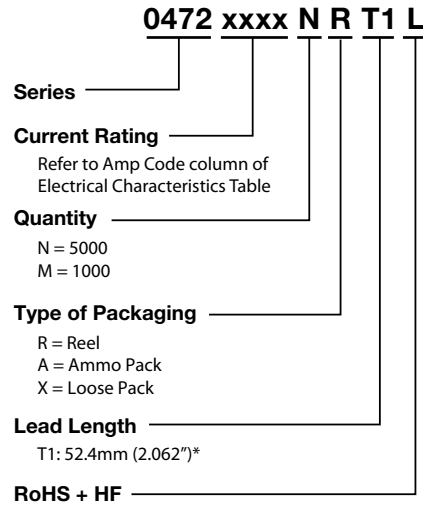 0472 xxxx N R T1 L
Series
Current Rating
Refer to Amp Code column of
Electrical Characteristics Table
Quantity
N = 5000
M = 1000
Type of Packaging
R = Reel
A = Ammo Pack
X = Loose Pack
Lead Length
T1: 52.4mm (2.062″)*
RoHS + HF